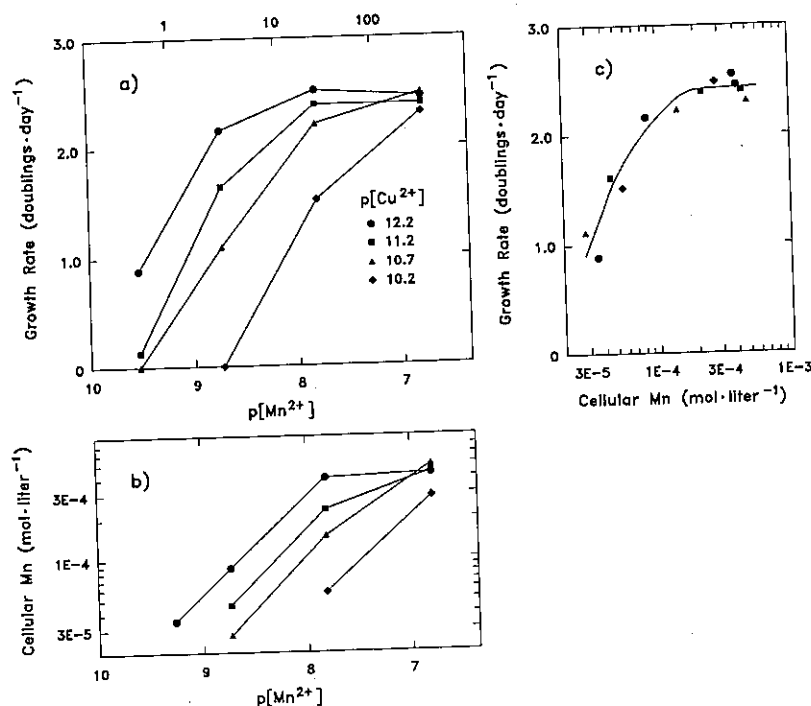 1 10 100
3.0
a)
2.0
1.0
0
Growth Rate (doublings·day⁻¹)
p[Cu²⁺]
12.2
11.2
10.7
10.2
10 9 8 7
p[Mn²⁺]
3.0
c)
2.0
1.0
0
Growth Rate (doublings·day⁻¹)
3E-5 1E-4 3E-4 1E-3
Cellular Mn (mol·liter⁻¹)
b)
3E-4
1E-4
3E-5
Cellular Mn (mol·liter⁻¹)
10 9 8 7
p[Mn²⁺]